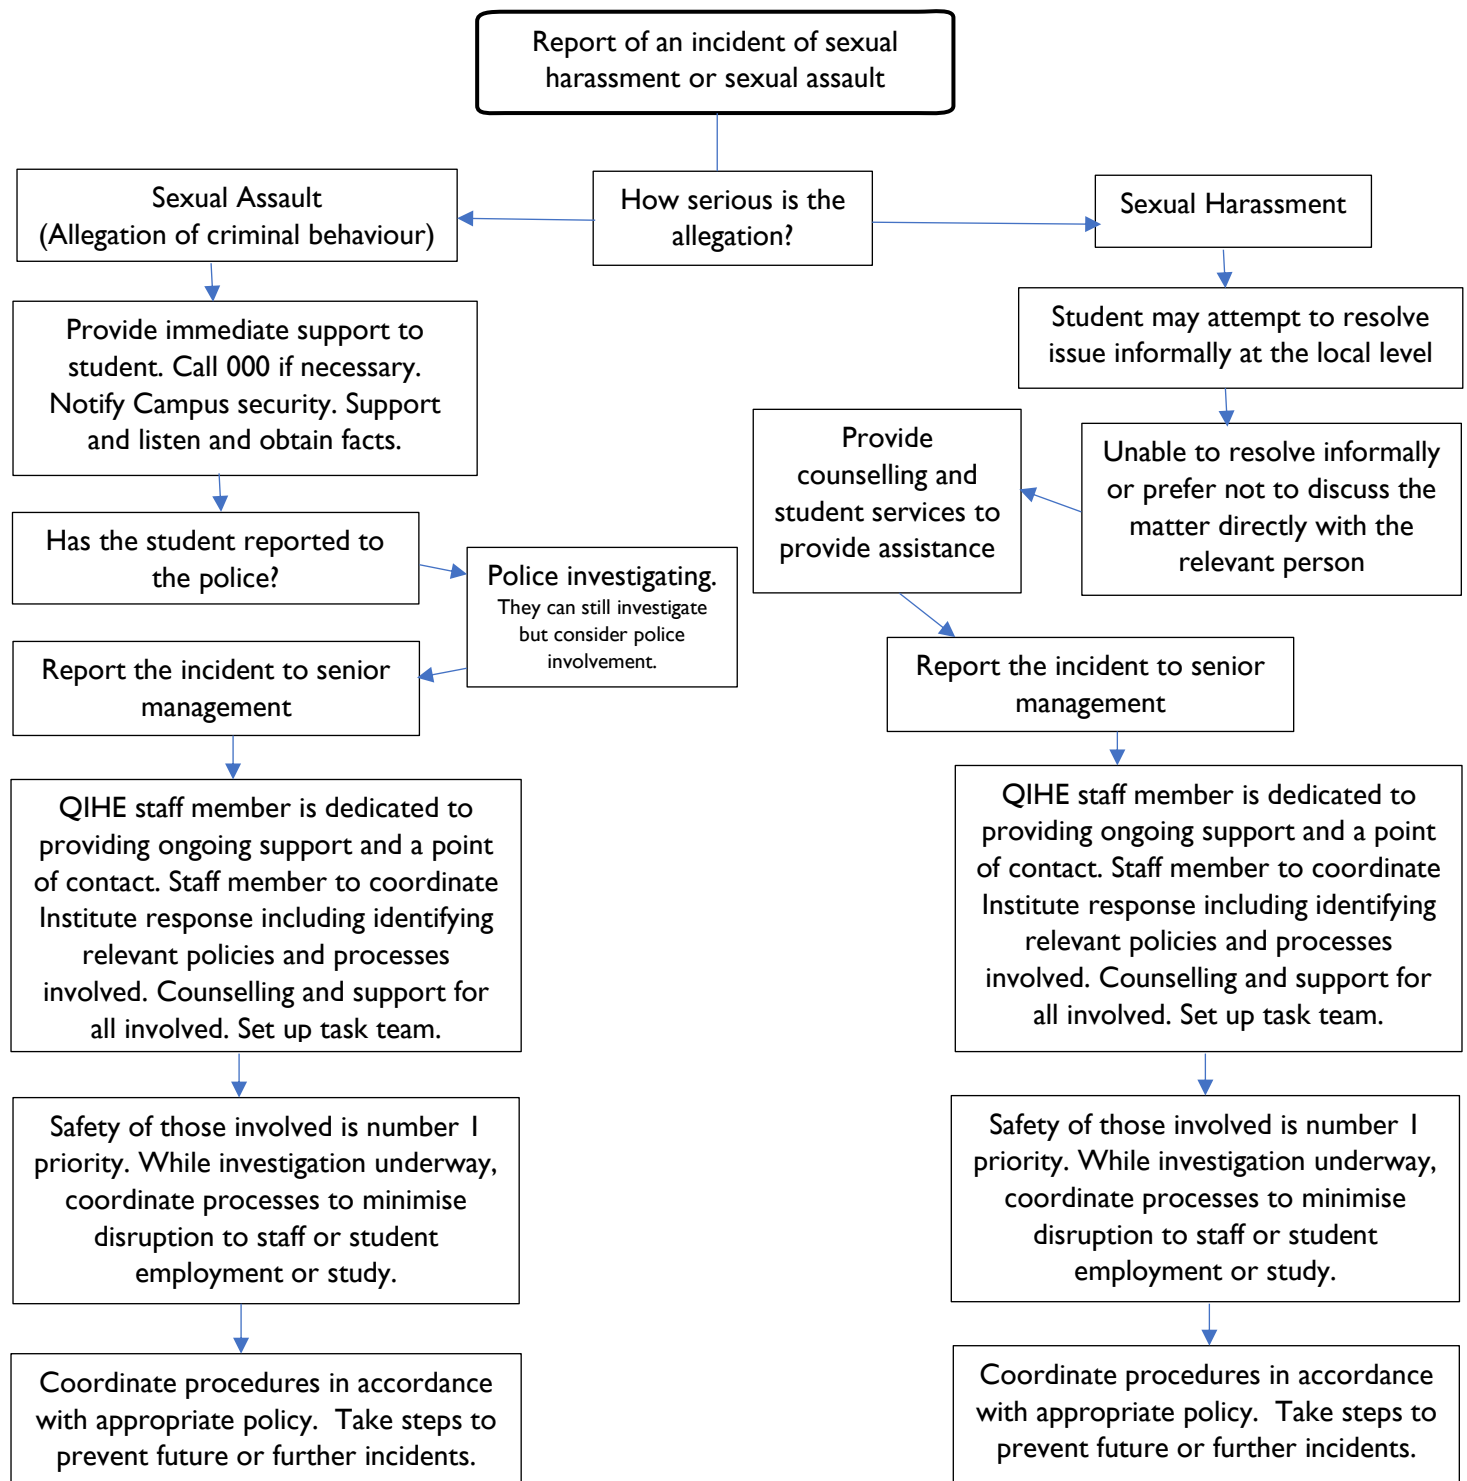 Report of an incident of sexual
harassment or sexual assault
How serious is the
allegation?
Sexual Assault
(Allegation of criminal behaviour)
Provide immediate support to
student. Call 000 if necessary.
Notify Campus security. Support
and listen and obtain facts.
Has the student reported to
the police?
Police investigating.
They can still investigate
but consider police
involvement.
Report the incident to senior
management
QIHE staff member is dedicated to
providing ongoing support and a point
of contact. Staff member to coordinate
Institute response including identifying
relevant policies and processes
involved. Counselling and support for
all involved. Set up task team.
Safety of those involved is number 1
priority. While investigation underway,
coordinate processes to minimise
disruption to staff or student
employment or study.
Coordinate procedures in accordance
with appropriate policy.  Take steps to
prevent future or further incidents.
Sexual Harassment
Student may attempt to resolve
issue informally at the local level
Unable to resolve informally
or prefer not to discuss the
matter directly with the
relevant person
Provide
counselling and
student services to
provide assistance
Report the incident to senior
management
QIHE staff member is dedicated to
providing ongoing support and a point
of contact. Staff member to coordinate
Institute response including identifying
relevant policies and processes
involved. Counselling and support for
all involved. Set up task team.
Safety of those involved is number 1
priority. While investigation underway,
coordinate processes to minimise
disruption to staff or student
employment or study.
Coordinate procedures in accordance
with appropriate policy.  Take steps to
prevent future or further incidents.